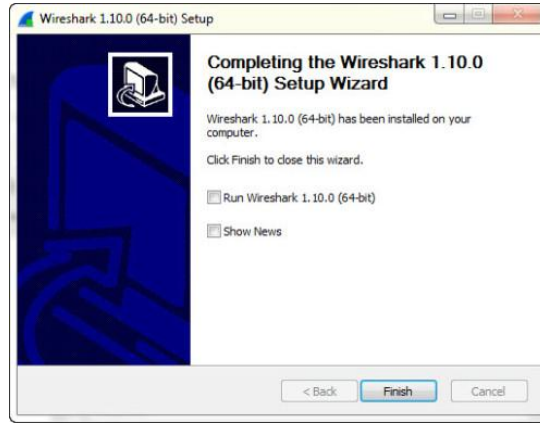 Wireshark 1.10.0 (64-bit) Setup
Completing the Wireshark 1.10.0
(64-bit) Setup Wizard
Wireshark 1.10.0 (64-bit) has been installed on your
computer.
Click Finish to close this wizard.
Run Wireshark 1.10.0 (64-bit)
Show News
< Back Finish Cancel